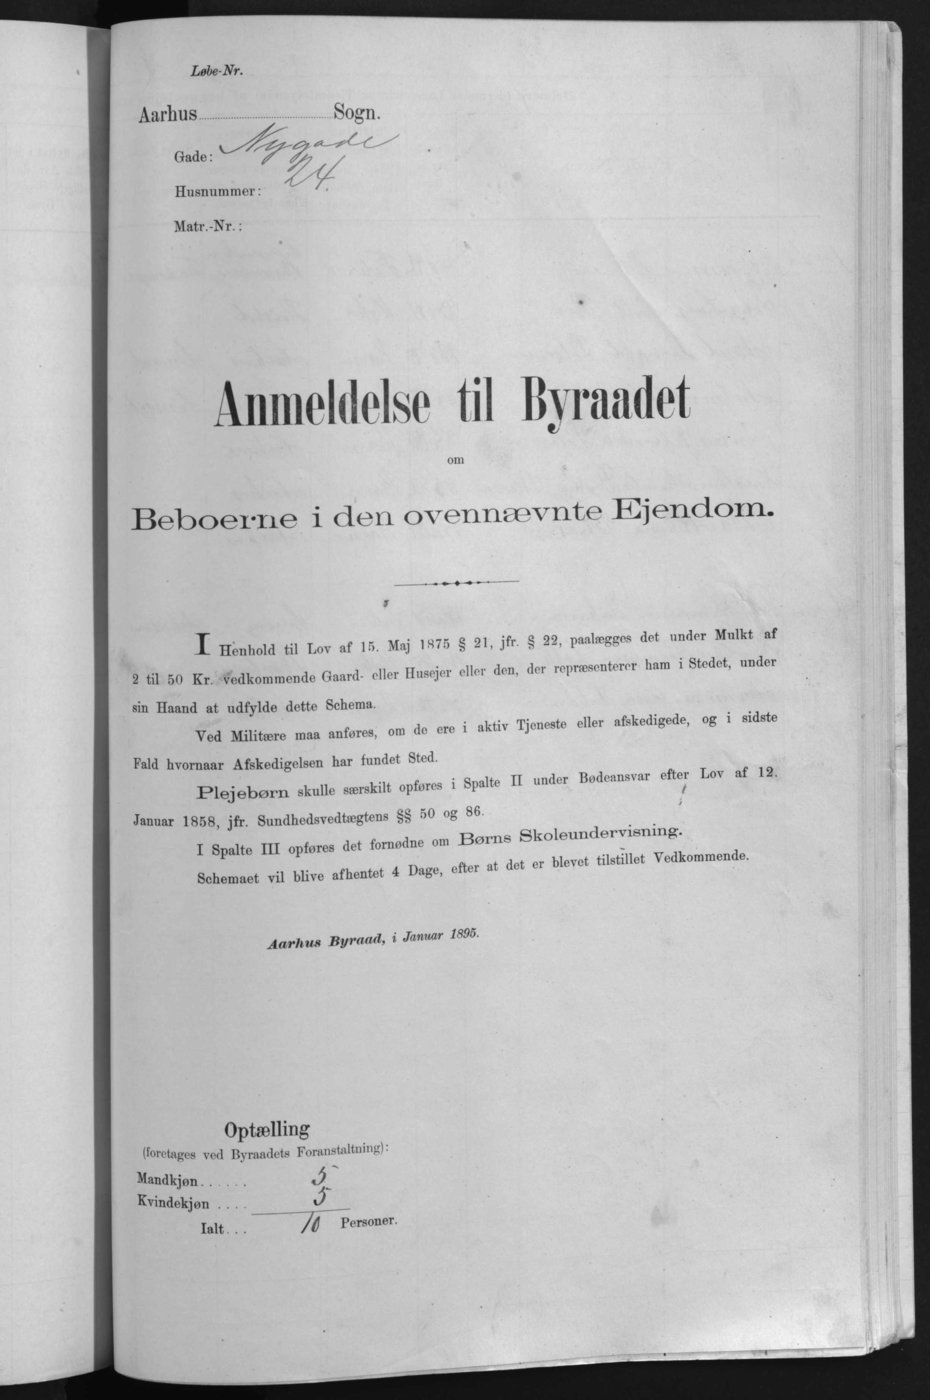 Løbe-Nr.
Aarhus Sogn.
Gade: Nygade
Husnummer: 24.
Matr.-Nr.:
Anmeldelse til Byraadet
om
Beboerne i den ovennævnte Ejendom.
I Henhold til Lov af 15. Maj 1875 § 21, jfr. § 22, paalægges det under Mulkt af
2 til 50 Kr. vedkommende Gaard- eller Husejer eller den, der repræsenterer ham i Stedet, under
sin Haand at udfylde dette Schema.
Ved Militære maa anføres, om de ere i aktiv Tjeneste eller afskedigede, og i sidste
Fald hvornaar Afskedigelsen har fundet Sted.
Plejebørn skulle særskilt opføres i Spalte II under Bødeansvar efter Lov af 12.
Januar 1858, jfr. Sundhedsvedtægtens §§ 50 og 86.
I Spalte III opføres det fornødne om Børns Skoleundervisning.
Schemaet vil blive afhentet 4 Dage, efter at det er blevet tilstillet Vedkommende.
Aarhus Byraad, i Januar 1895.
Optælling
(foretages ved Byraadets Foranstaltning):
Mandkjøn...... 5
Kvindekjøn .... 5
Ialt... 10 Personer.